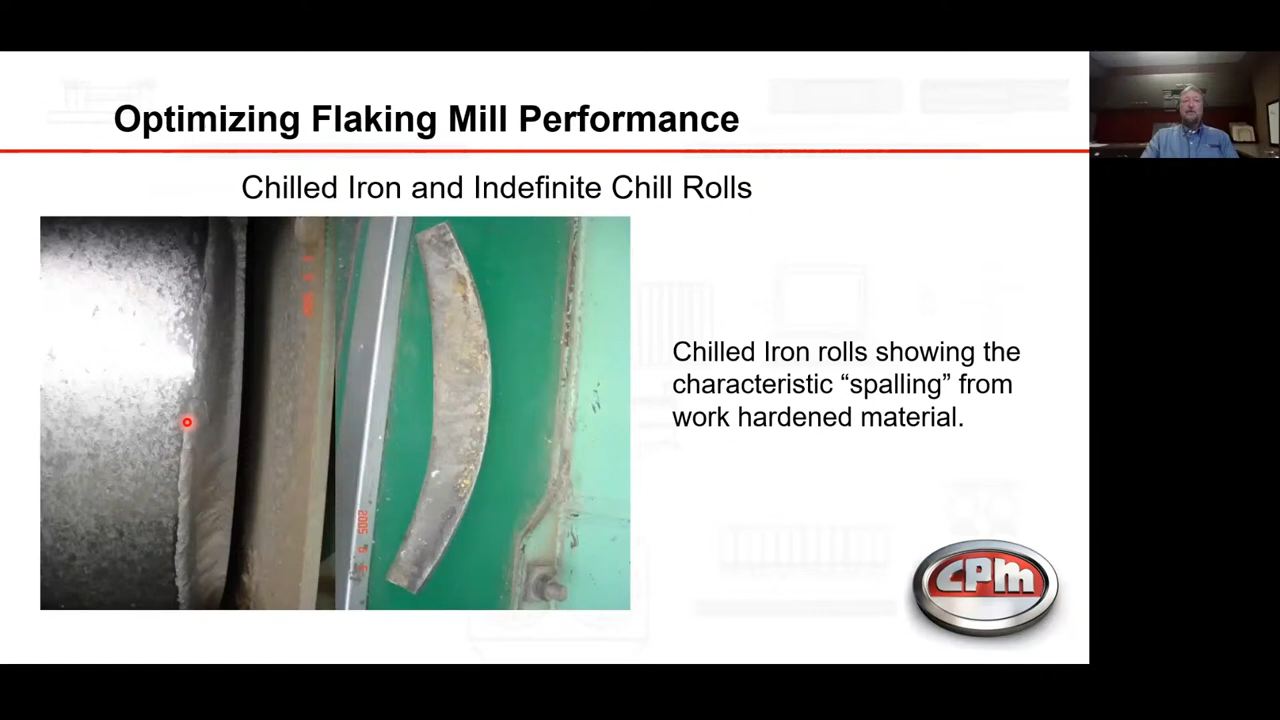 Optimizing Flaking Mill Performance
Chilled Iron and Indefinite Chill Rolls
Chilled Iron rolls showing the
characteristic “spalling” from
work hardened material.
2005
CPM